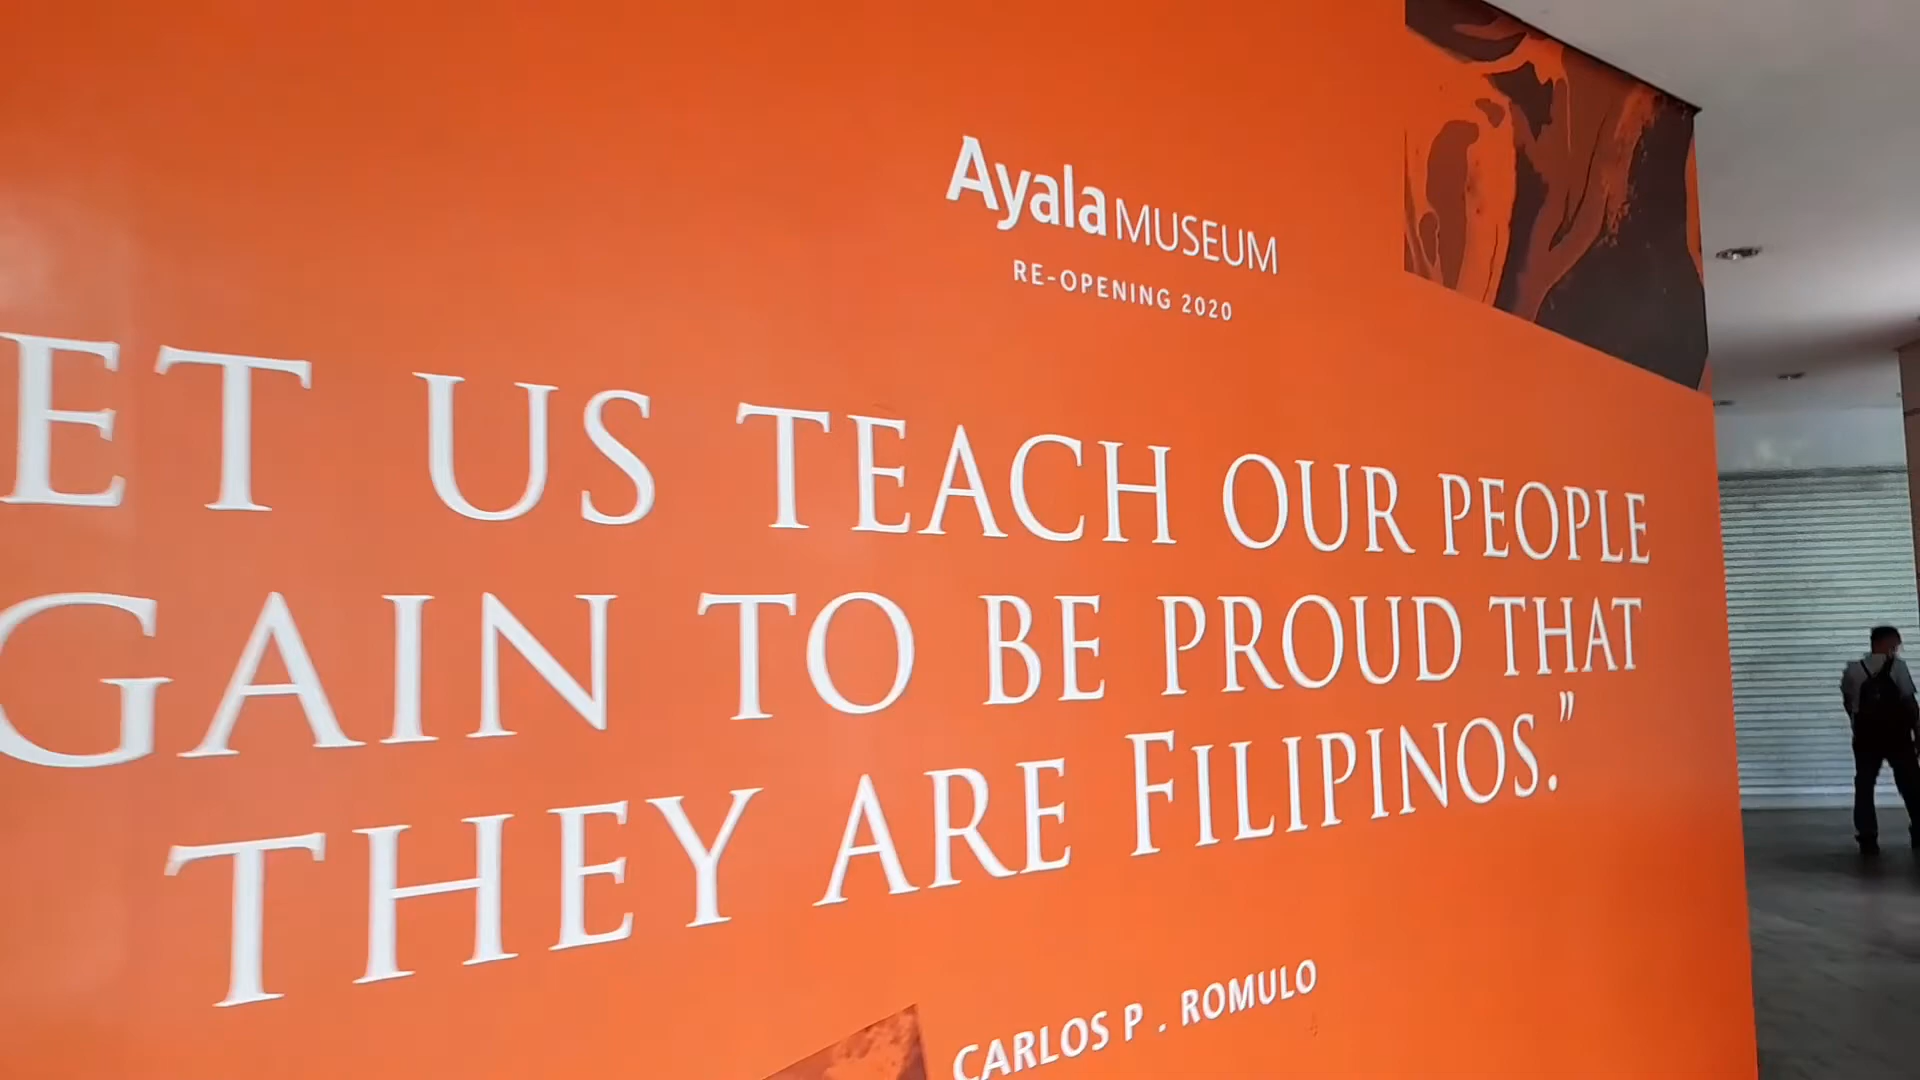 Ayala MUSEUM
RE-OPENING 2020
ET US TEACH OUR PEOPLE
GAIN TO BE PROUD THAT
THEY ARE FILIPINOS."
CARLOS P. ROMULO